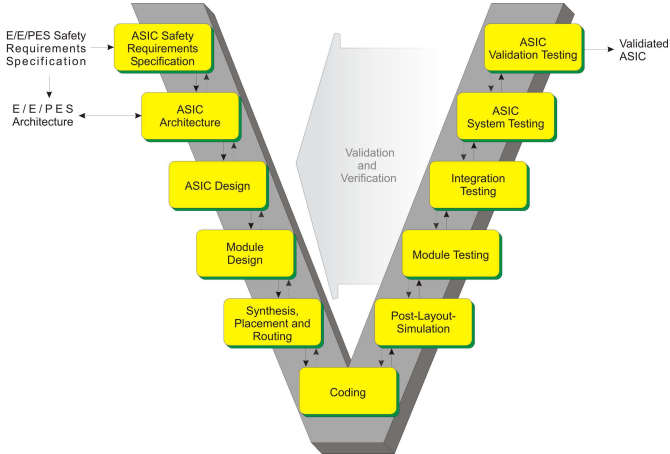 E/E/PES Safety
Requirements
Specification
ASIC Safety
Requirements
Specification
ASIC
Validation Testing
Validated
ASIC
E / E / P E S
Architecture
ASIC
Architecture
ASIC
System Testing
Validation
and
Verification
ASIC Design
Integration
Testing
Module
Design
Module Testing
Synthesis,
Placement and
Routing
Post-Layout-
Simulation
Coding